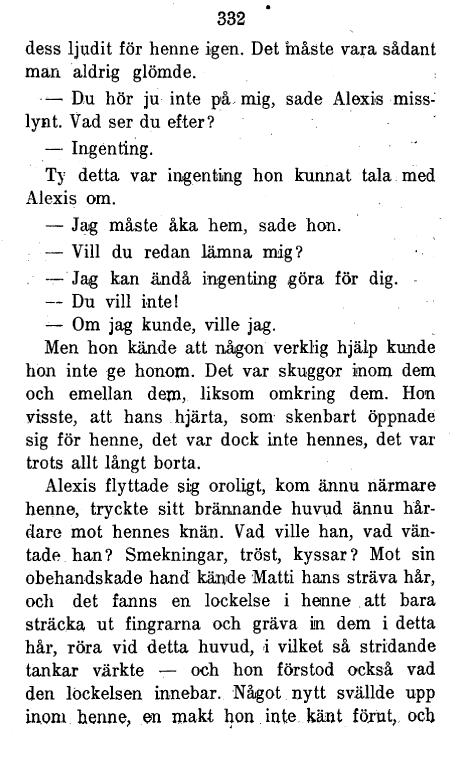 332
dess ljudit för henne igen. Det måste vara sådant
man aldrig glömde.
— Du hör ju inte på mig, sade Alexis miss-
lynt. Vad ser du efter?
— Ingenting.
Ty detta var ingenting hon kunnat tala med
Alexis om.
— Jag måste åka hem, sade hon.
— Vill du redan lämna mig?
— Jag kan ändå ingenting göra för dig.
— Du vill inte!
— Om jag kunde, ville jag.
Men hon kände att någon verklig hjälp kunde
hon inte ge honom. Det var skuggor inom dem
och emellan dem, liksom omkring dem. Hon
visste, att hans hjärta, som skenbart öppnade
sig för henne, det var dock inte hennes, det var
trots allt långt borta.
Alexis flyttade sig oroligt, kom ännu närmare
henne, tryckte sitt brännande huvud ännu hår-
dare mot hennes knän. Vad ville han, vad vän-
tade han? Smekningar, tröst, kyssar? Mot sin
obehandskade hand kände Matti hans sträva hår,
och det fanns en lockelse i henne att bara
sträcka ut fingrarna och gräva in dem i detta
hår, röra vid detta huvud, i vilket så stridande
tankar värkte — och hon förstod också vad
den lockelsen innebar. Något nytt svällde upp
inom henne, en makt hon inte känt förut, och